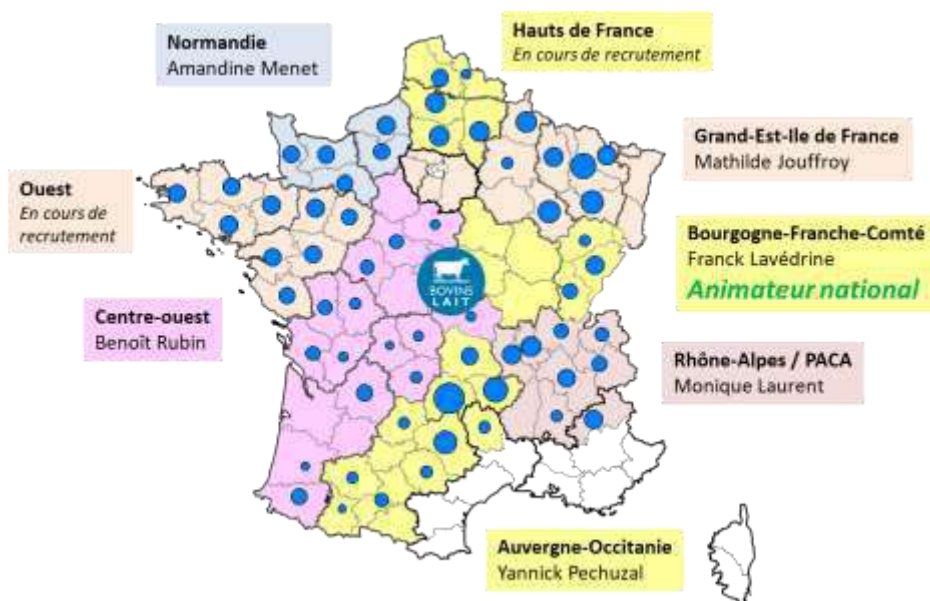 Normandie
Amandine Menet
Hauts de France
En cours de recrutement
Grand-Est-Ile de France
Mathilde Jouffroy
Ouest
En cours de
recrutement
Bourgogne-Franche-Comté
Franck Lavédrine
Animateur national
BOVINS
LAIT
Centre-ouest
Benoît Rubin
Rhône-Alpes / PACA
Monique Laurent
Auvergne-Occitanie
Yannick Pechuzal